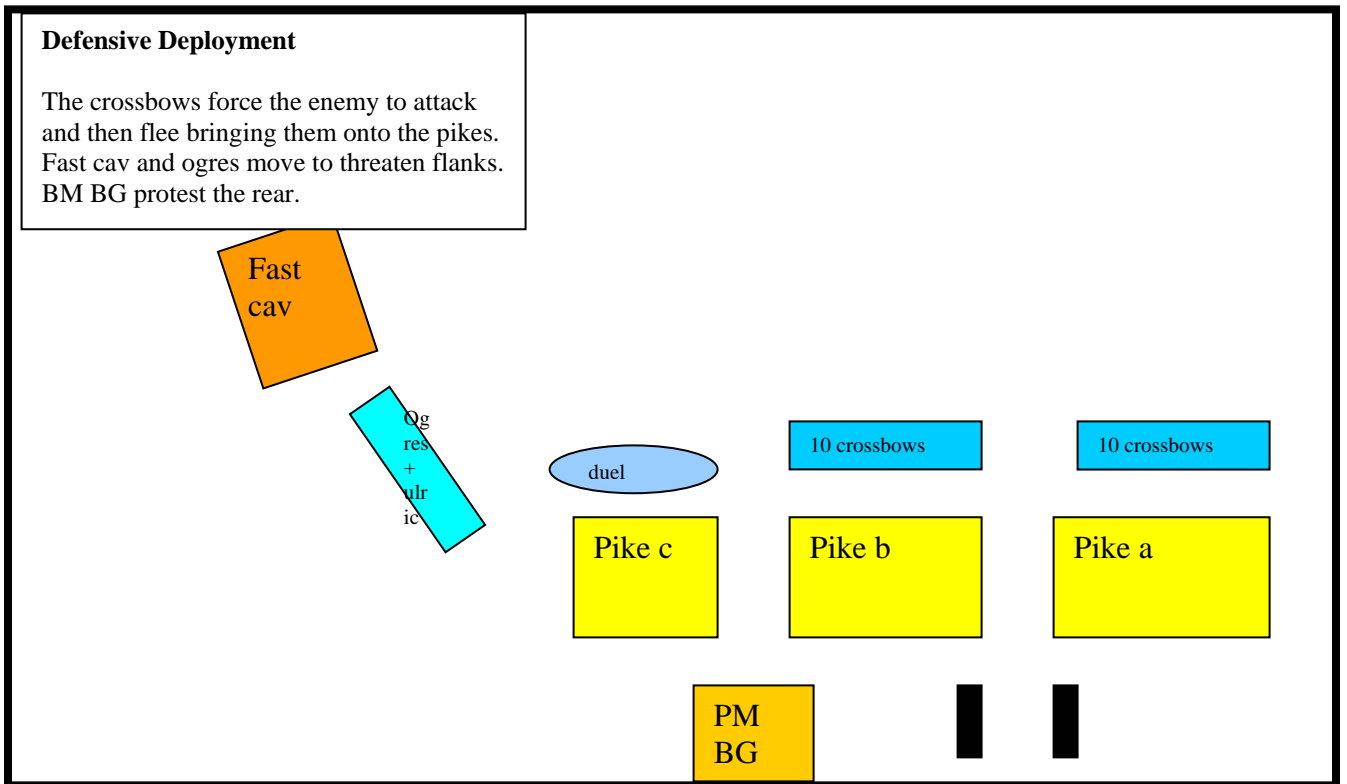 Defensive Deployment
The crossbows force the enemy to attack
and then flee bringing them onto the pikes.
Fast cav and ogres move to threaten flanks.
BM BG protest the rear.
Fast
cav
Og
res
+
ulr
ic
duel
10 crossbows
10 crossbows
Pike c
Pike b
Pike a
PM
BG